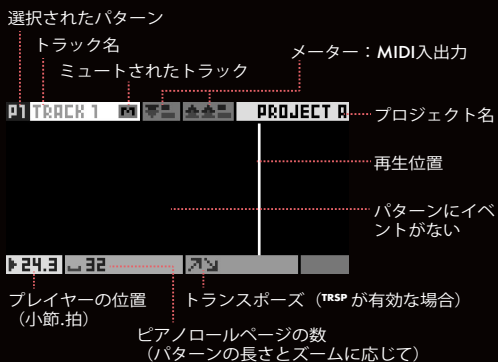 選択されたパターン
トラック名
ミュートされたトラック
メーター：MIDI入出力
P1 TRACK 1 M PROJECT A
プロジェクト名
再生位置
パターンにイベ
ントがない
24.3 32
プレイヤーの位置
（小節.拍）
トランスポーズ（TRSP が有効な場合）
ピアノロールページの数
（パターンの長さとズームに応じて）